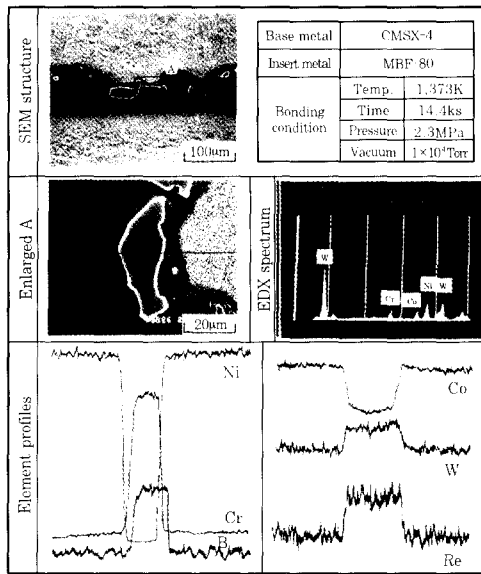 SEM structure
A
100μm
Base metal CMSX-4
Insert metal MBF-80
Bonding condition
Temp. 1,373K
Time 14.4ks
Pressure 2.3MPa
Vacuum
Enlarged A
20μm
EDX spectrum
W
Cr
Co
Ni
W
Element profiles
Ni
Cr
B
Co
W
Re